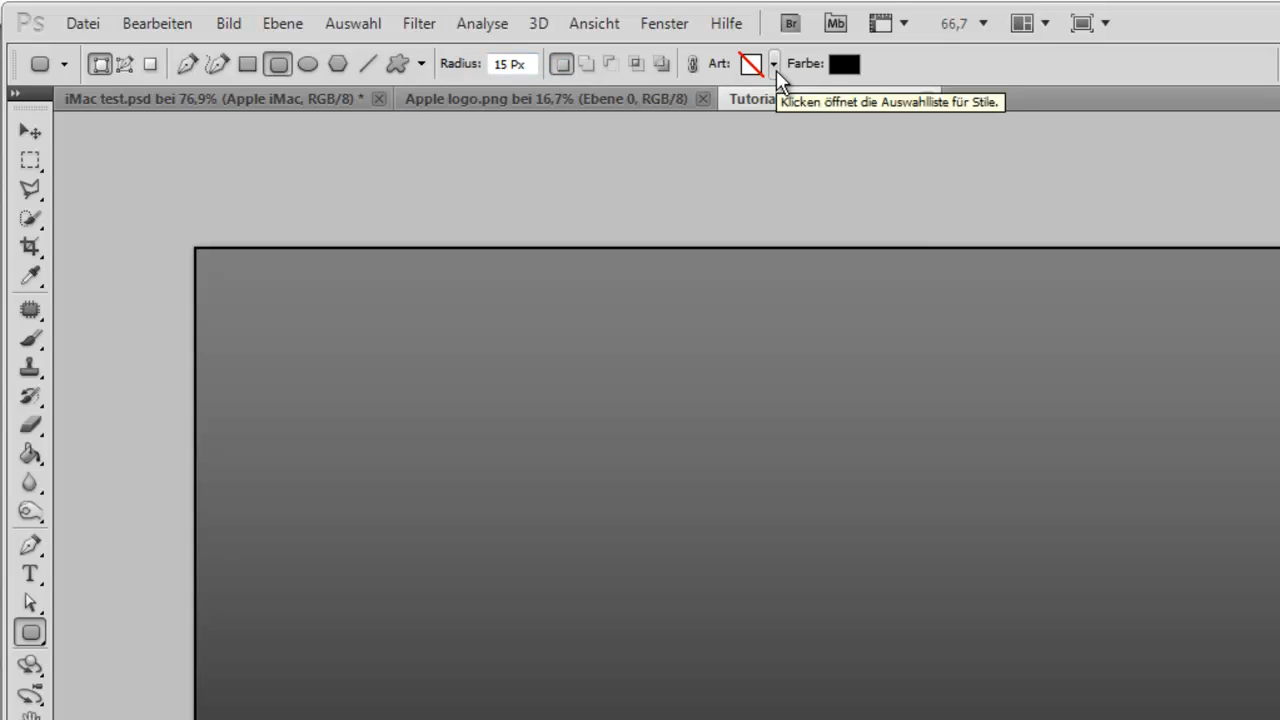 Ps Datei Bearbeiten Bild Ebene Auswahl Filter Analyse 3D Ansicht Fenster Hilfe Br Mb 66,7
Radius: 15 Px Art: Farbe:
iMac test.psd bei 76,9% (Apple iMac, RGB/8) * Apple logo.png bei 16,7% (Ebene 0, RGB/8)
Klicken öffnet die Auswahlliste für Stile.
T